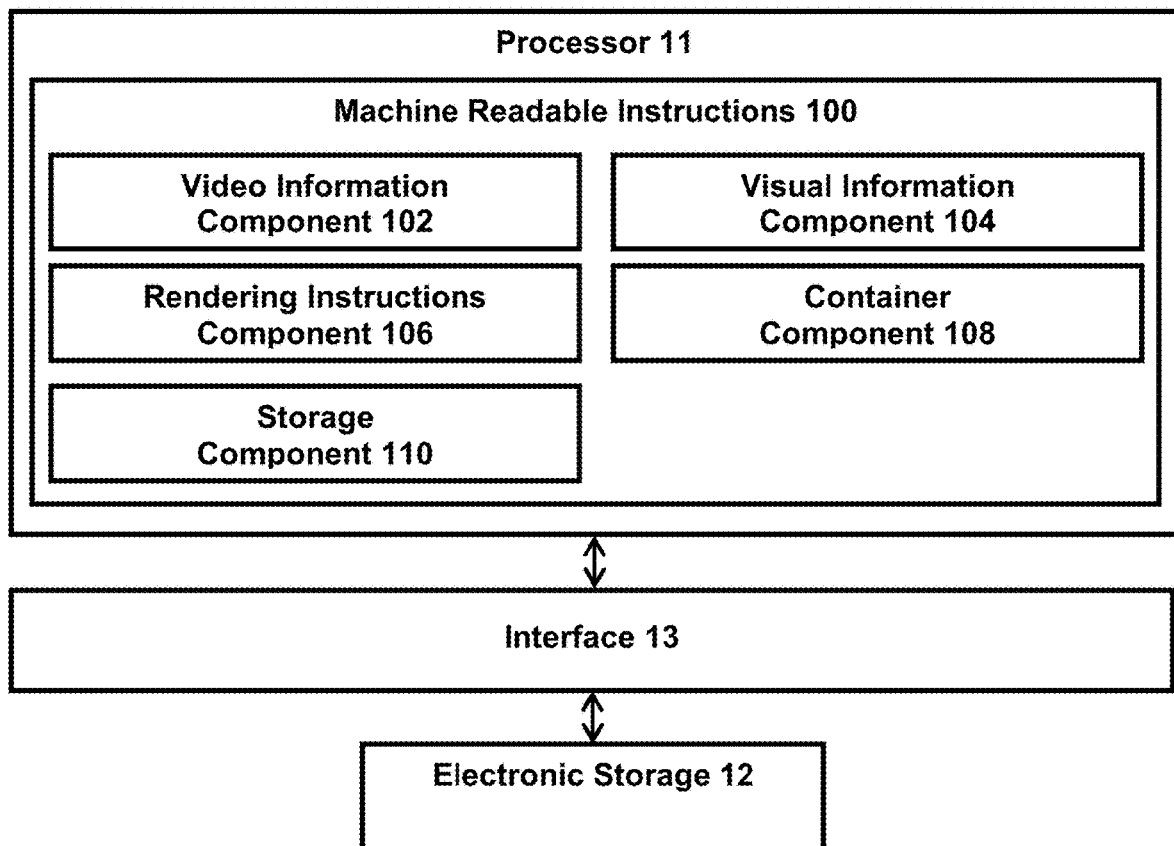 Processor 11
Machine Readable Instructions 100
Video Information
Component 102
Visual Information
Component 104
Rendering Instructions
Component 106
Container
Component 108
Storage
Component 110
Interface 13
Electronic Storage 12